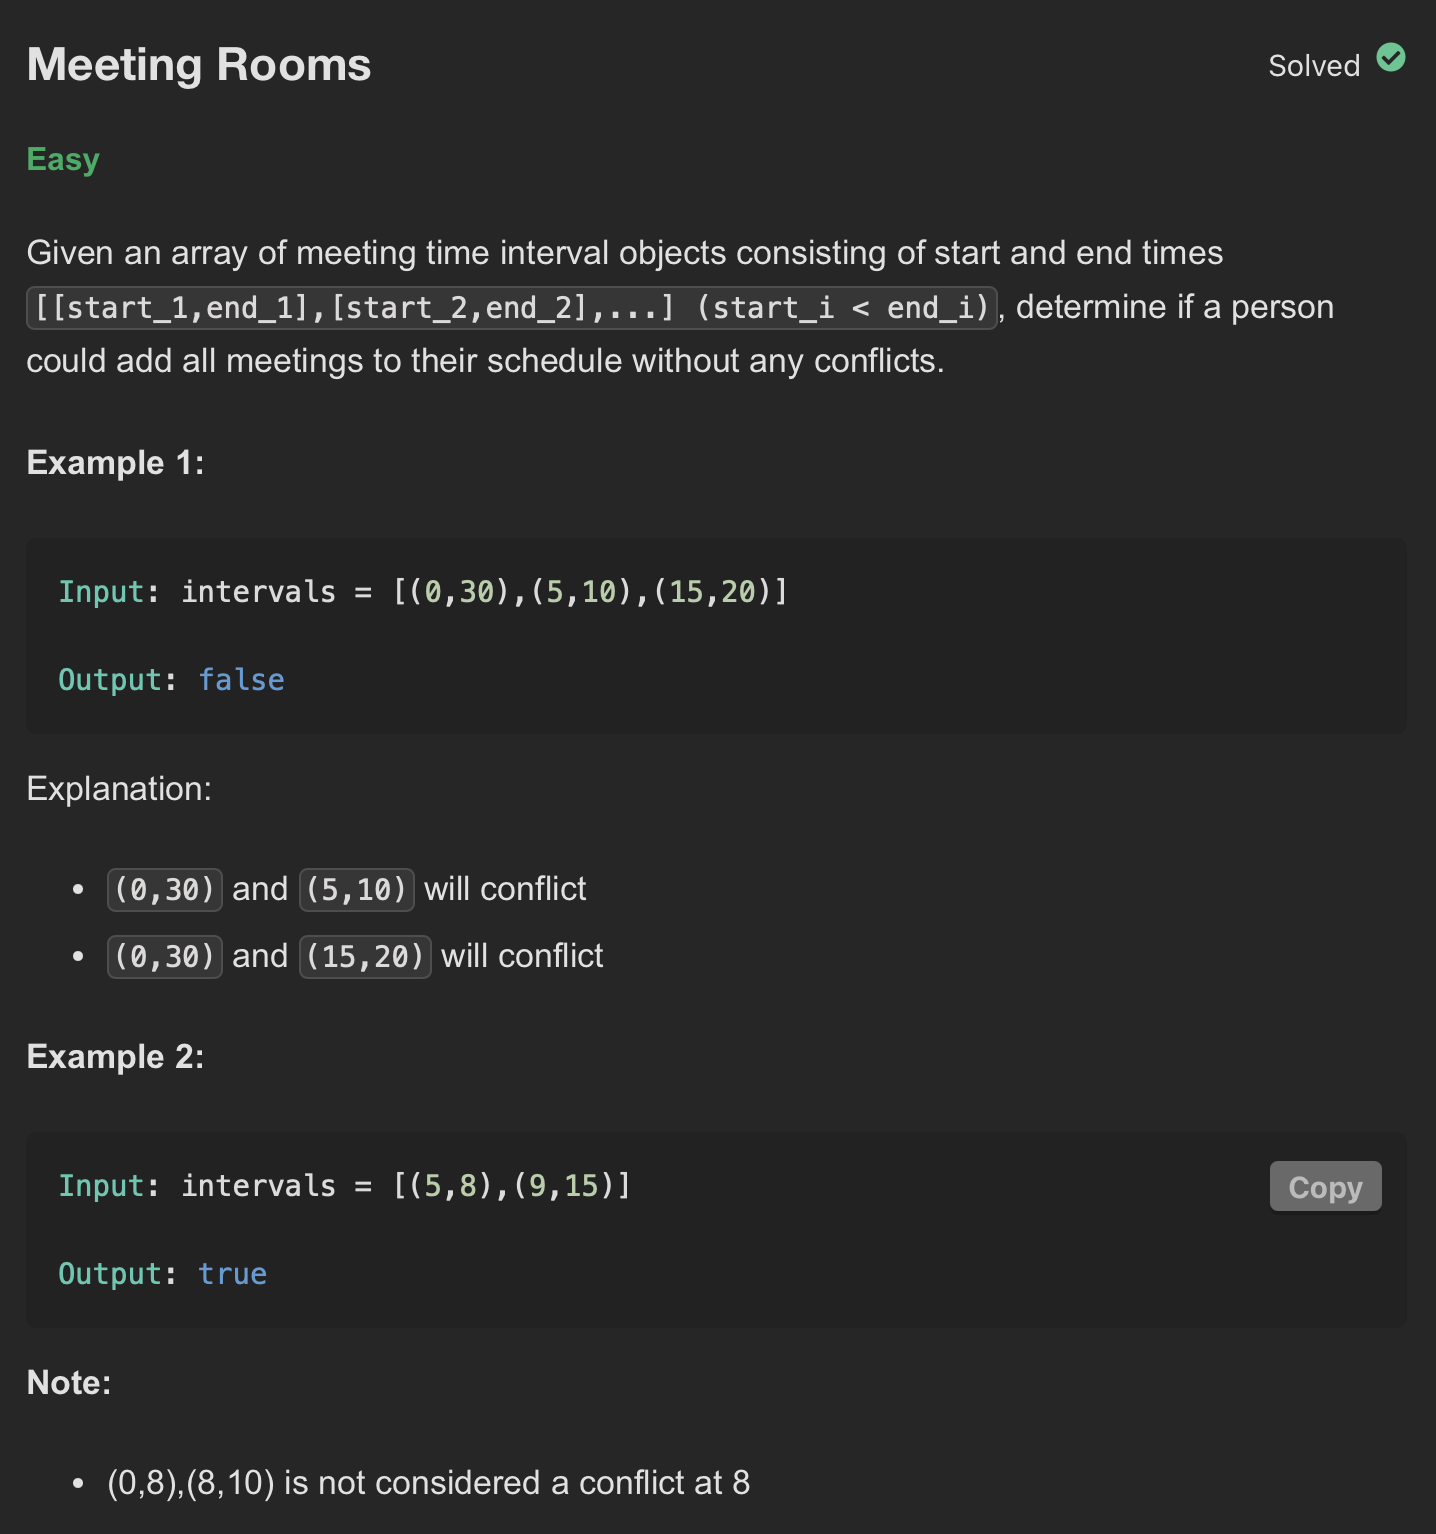 Meeting Rooms
Solved
Easy
Given an array of meeting time interval objects consisting of start and end times
[[start_1,end_1],[start_2,end_2],...] (start_i < end_i), determine if a person
could add all meetings to their schedule without any conflicts.
Example 1:
Input: intervals = [(0,30),(5,10),(15,20)]
Output: false
Explanation:
• (0,30) and (5,10) will conflict
• (0,30) and (15,20) will conflict
Example 2:
Input: intervals = [(5,8),(9,15)]
Copy
Output: true
Note:
• (0,8),(8,10) is not considered a conflict at 8